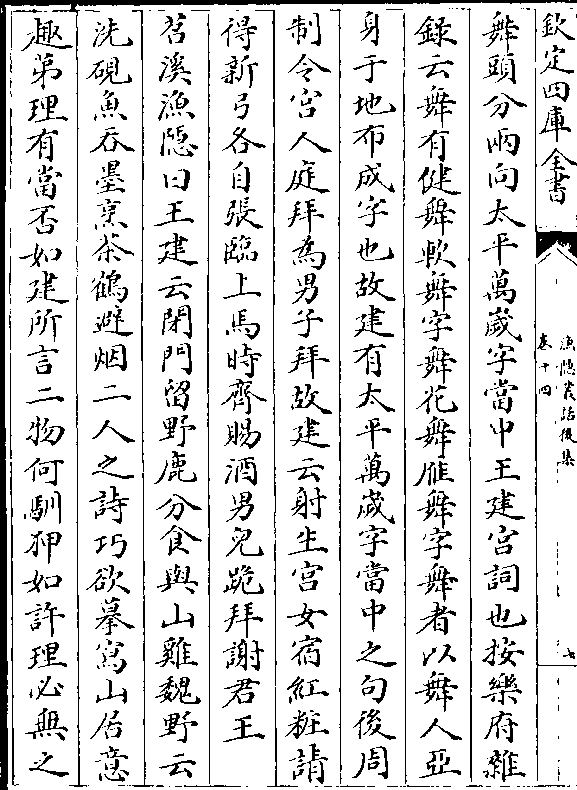 欽定四庫全書
漁隱叢話後集
卷十四
七
舞頭分兩向太平萬歲字當中王建宮詞也按樂府雜
錄云舞有健舞軟舞字舞花舞雁舞字舞者以舞人亞
身于地布成字也故建有太平萬歲字當中之句後周
制令宮人庭拜為男子拜故建云射生宮女宿紅粧請
得新弓各自張臨上馬時齊賜酒男兒跪拜謝君王
苕溪漁隱曰王建云閉門留野鹿分食與山雞魏野云
洗硯魚吞墨烹茶鶴避烟二人之詩巧欲摹寫山居意
趣第理有當否如建所言二物何馴狎如許理必無之